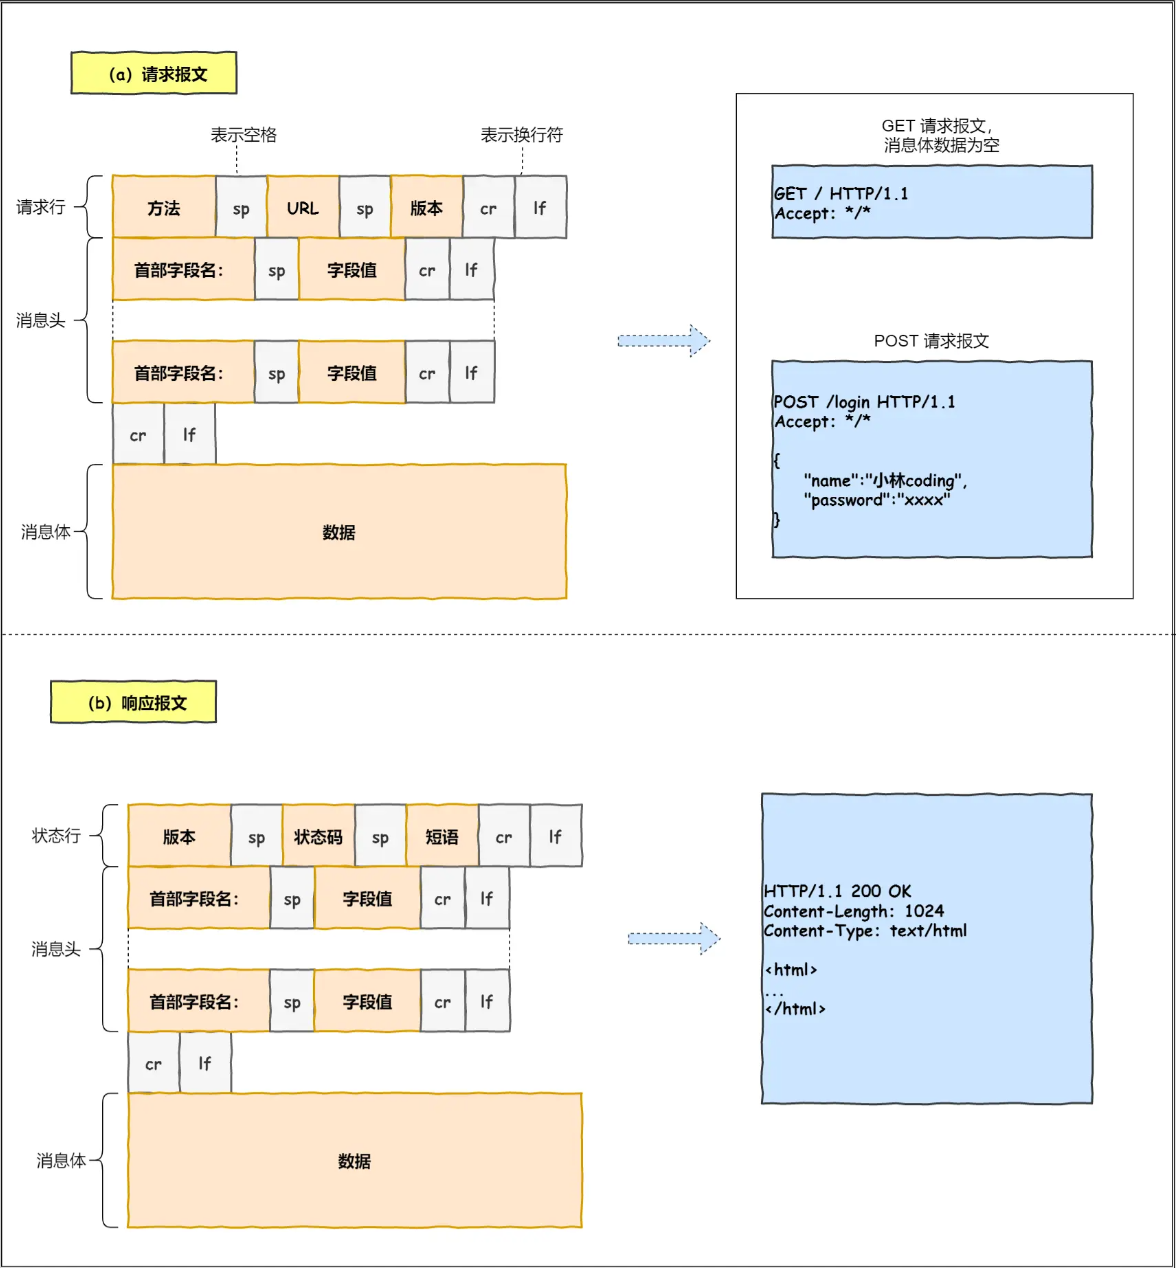 （a）请求报文
表示空格
表示换行符
请求行
方法 sp URL sp 版本 cr lf
首部字段名： sp 字段值 cr lf
消息头
首部字段名： sp 字段值 cr lf
cr lf
消息体
数据
GET 请求报文，
消息体数据为空
GET / HTTP/1.1
Accept: */*
POST 请求报文
POST /login HTTP/1.1
Accept: */*
{
"name":"小林coding",
"password":"xxxx"
}
（b）响应报文
状态行
版本 sp 状态码 sp 短语 cr lf
首部字段名： sp 字段值 cr lf
消息头
首部字段名： sp 字段值 cr lf
cr lf
消息体
数据
HTTP/1.1 200 OK
Content-Length: 1024
Content-Type: text/html
<html>
...
</html>